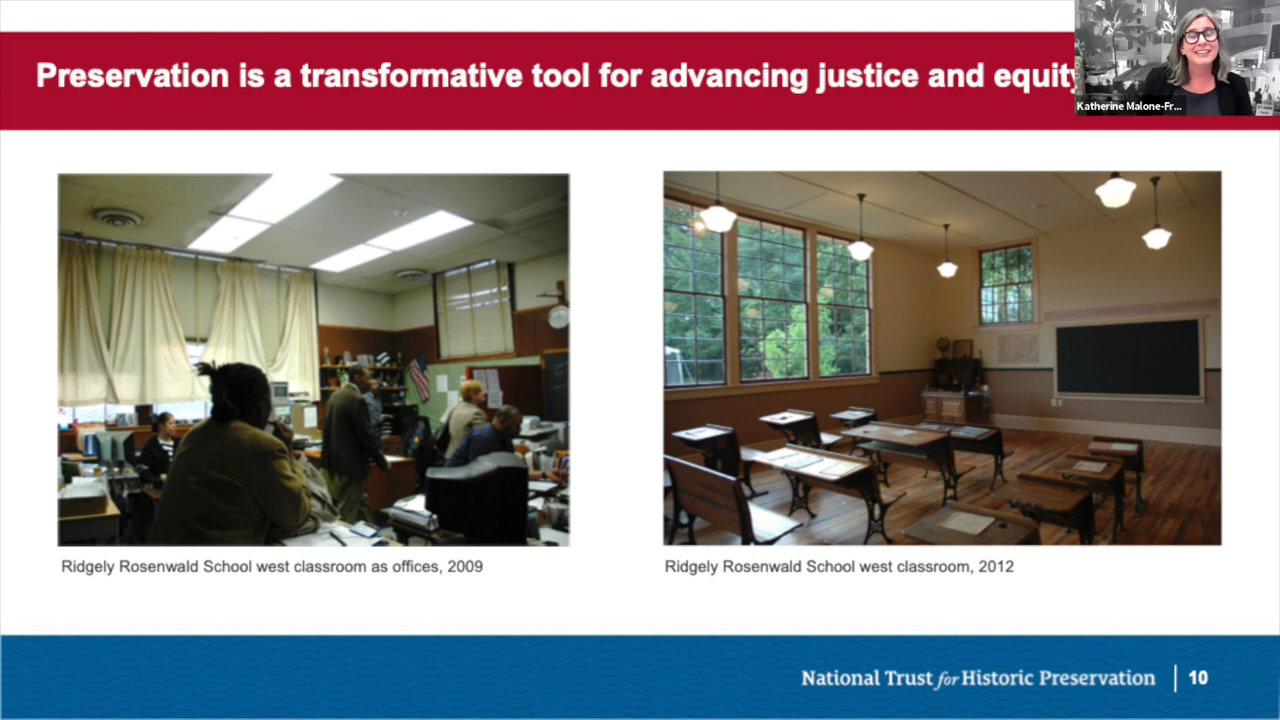 Preservation is a transformative tool for advancing justice and equity
Katherine Malone-Fr...
Ridgely Rosenwald School west classroom as offices, 2009
Ridgely Rosenwald School west classroom, 2012
National Trust for Historic Preservation | 10